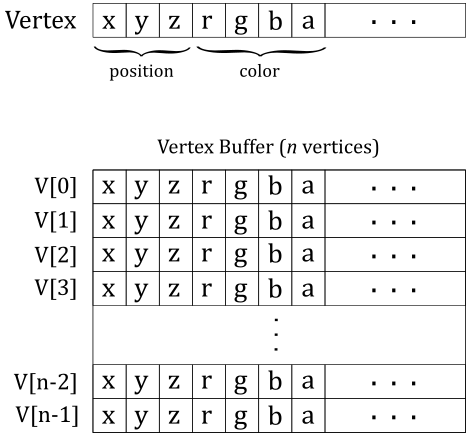 Vertex x y z r g b a . . .
position color
Vertex Buffer (n vertices)
V[0] x y z r g b a . . .
V[1] x y z r g b a . . .
V[2] x y z r g b a . . .
V[3] x y z r g b a . . .
. . .
V[n-2] x y z r g b a . . .
V[n-1] x y z r g b a . . .